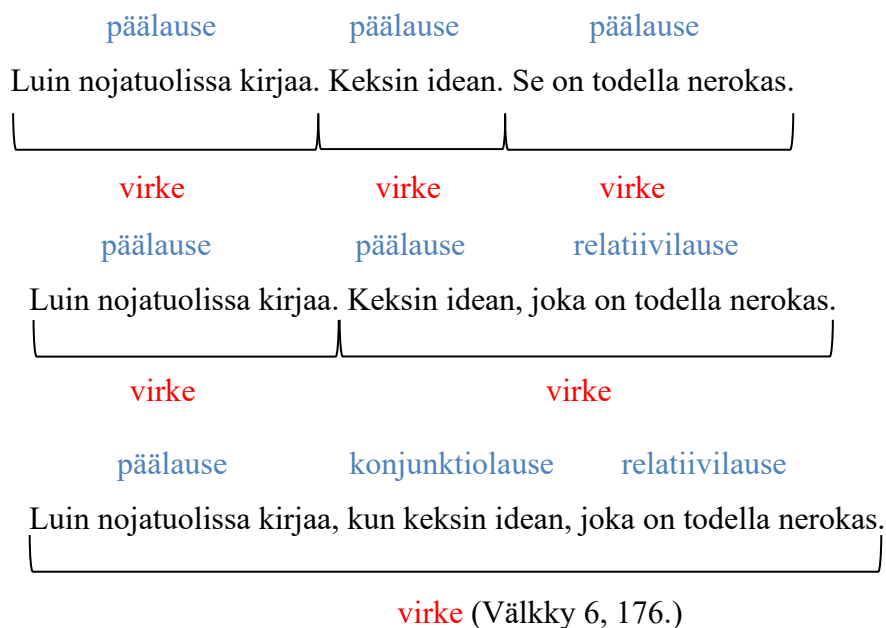 päälause päälause päälause
Luin nojatuolissa kirjaa. Keksin idean. Se on todella nerokas.
virke virke virke
päälause päälause relatiivilause
Luin nojatuolissa kirjaa. Keksin idean, joka on todella nerokas.
virke virke
päälause konjunktiolause relatiivilause
Luin nojatuolissa kirjaa, kun keksin idean, joka on todella nerokas.
virke (Välkky 6, 176.)